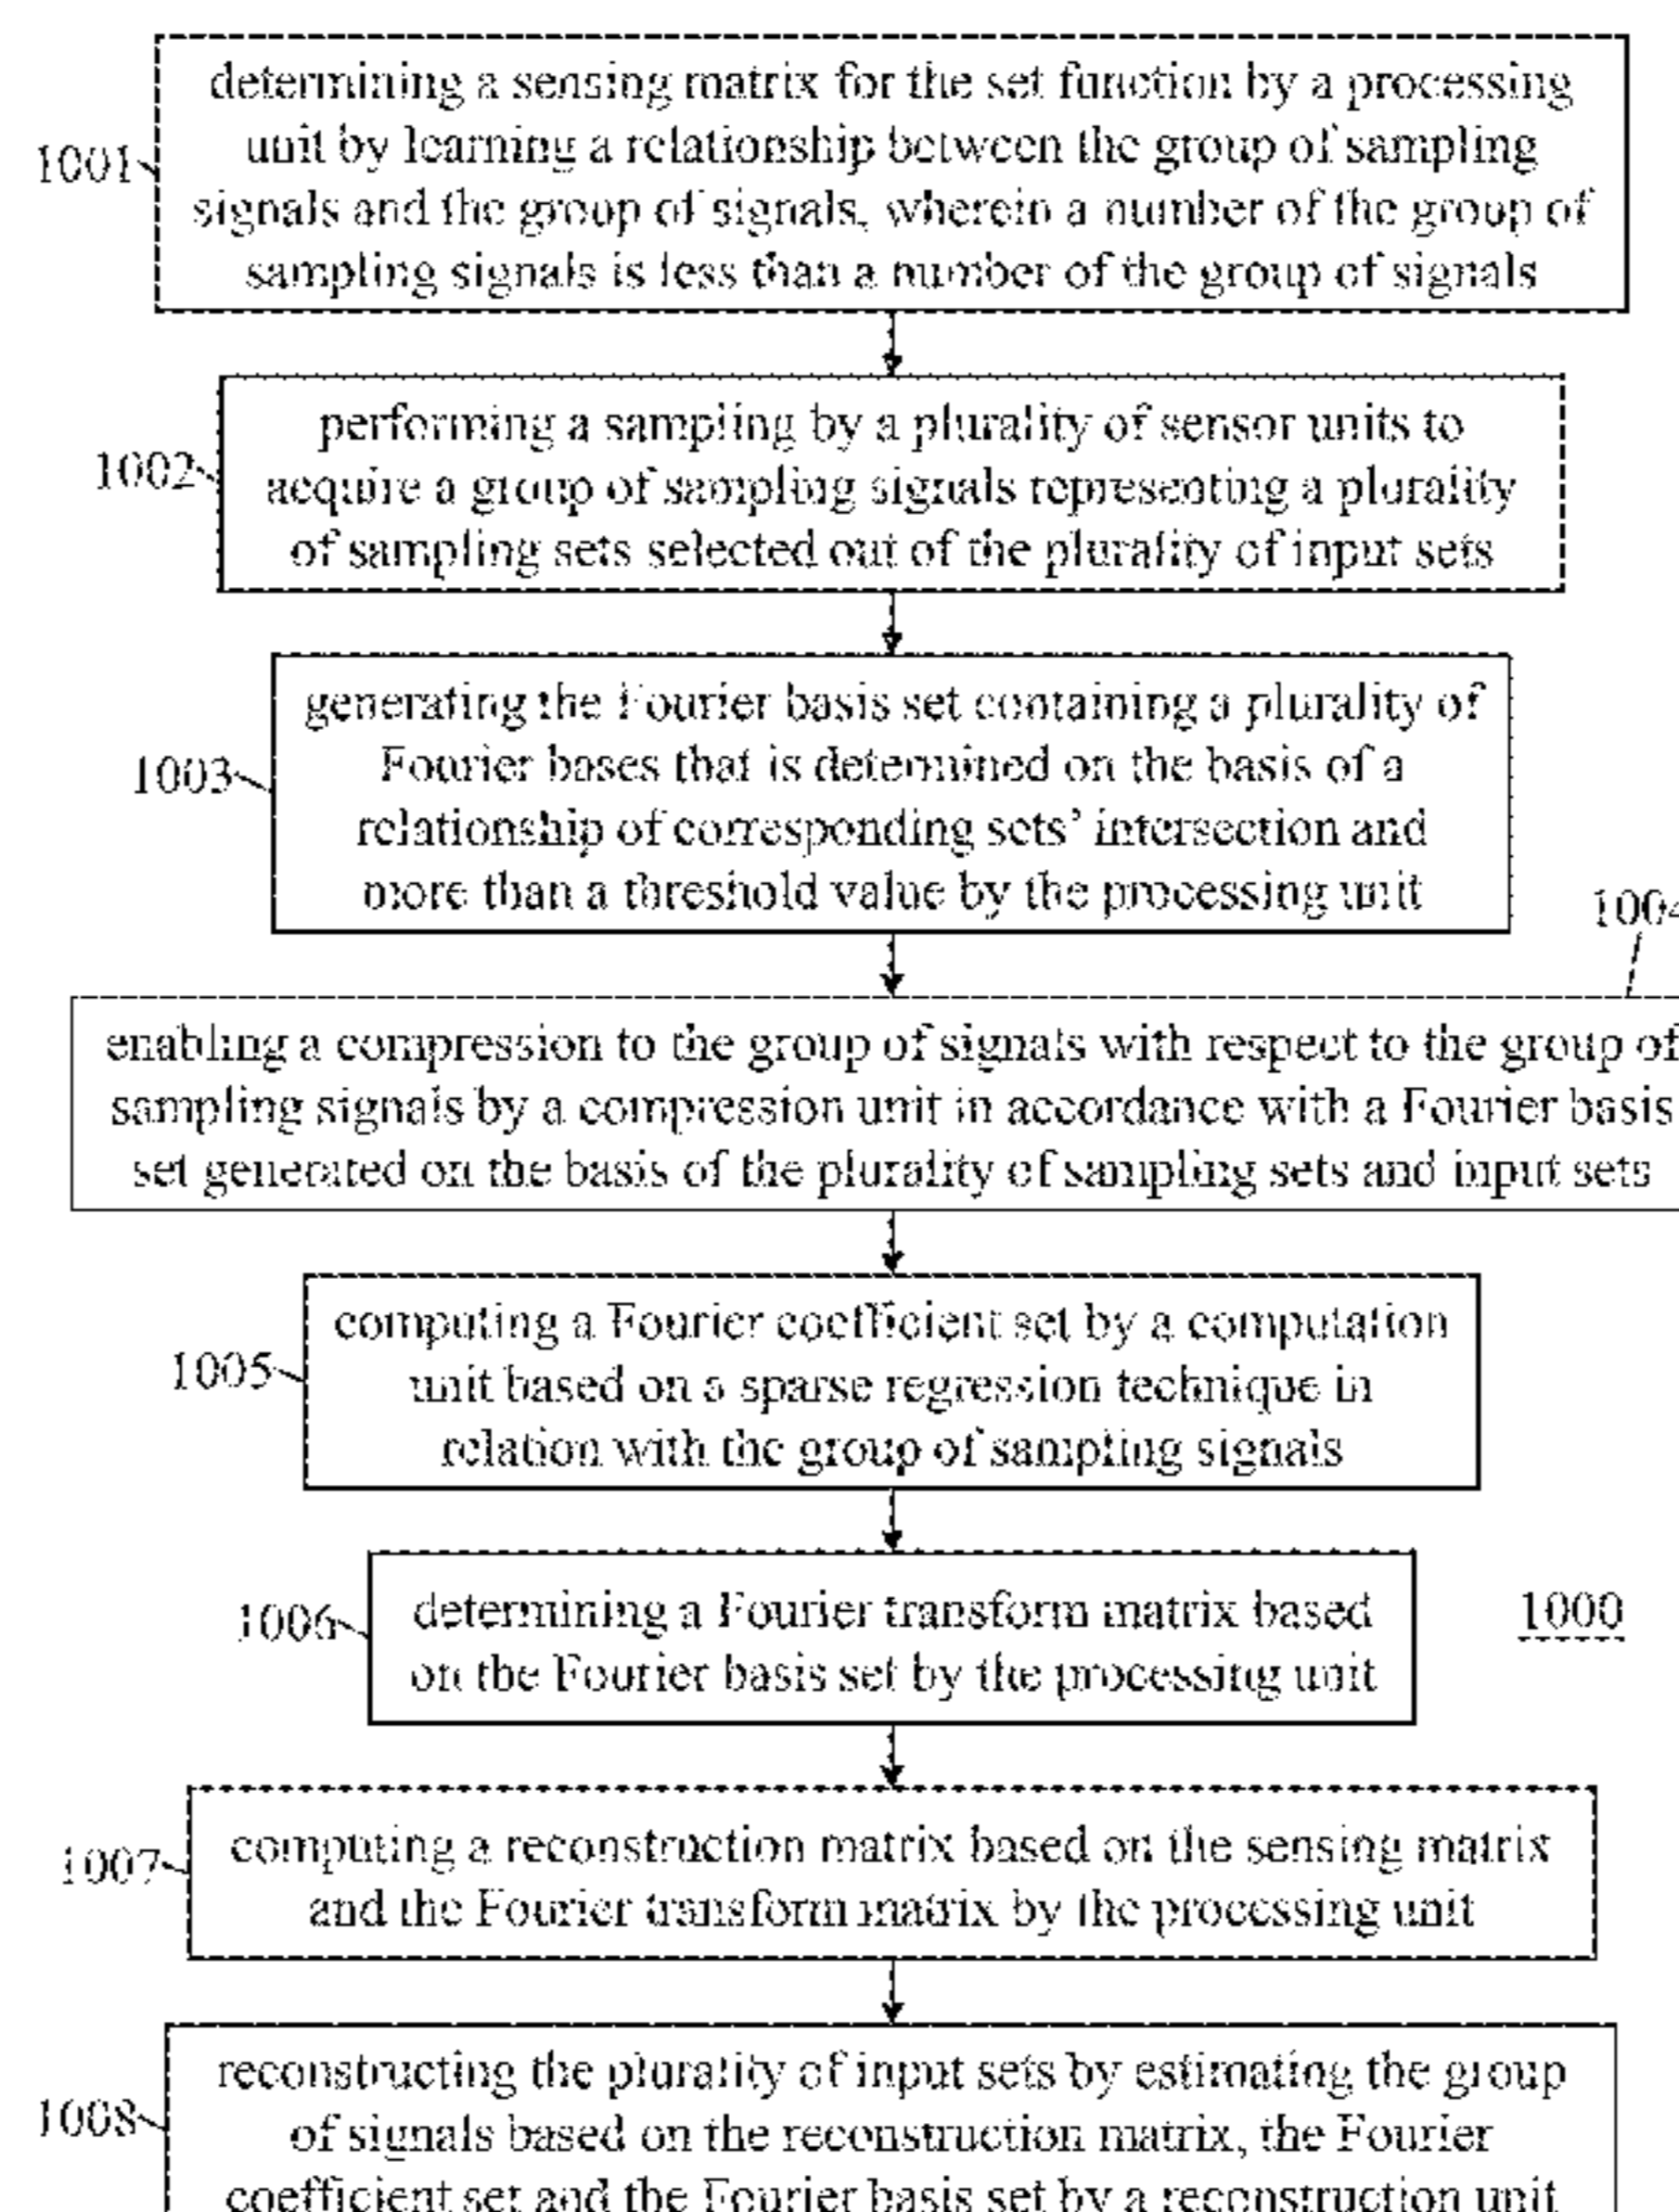 determining a sensing matrix for the set function by a processing
unit by learning a relationship between the group of sampling
signals and the group of signals, wherein a number of the group of
sampling signals is less than a number of the group of signals
1001
performing a sampling by a plurality of sensor units to
acquire a group of sampling signals representing a plurality
of sampling sets selected out of the plurality of input sets
1002
generating the Fourier basis set containing a plurality of
Fourier bases that is determined on the basis of a
relationship of corresponding sets’ intersection and
more than a threshold value by the processing unit
1003
1004
enabling a compression to the group of signals with respect to the group of
sampling signals by a compression unit in accordance with a Fourier basis
set generated on the basis of the plurality of sampling sets and input sets
computing a Fourier coefficient set by a computation
unit based on a sparse regression technique in
relation with the group of sampling signals
1005
determining a Fourier transform matrix based
on the Fourier basis set by the processing unit
1006
1000
computing a reconstruction matrix based on the sensing matrix
and the Fourier transform matrix by the processing unit
1007
reconstructing the plurality of input sets by estimating the group
of signals based on the reconstruction matrix, the Fourier
coefficient set and the Fourier basis set by a reconstruction unit
1008